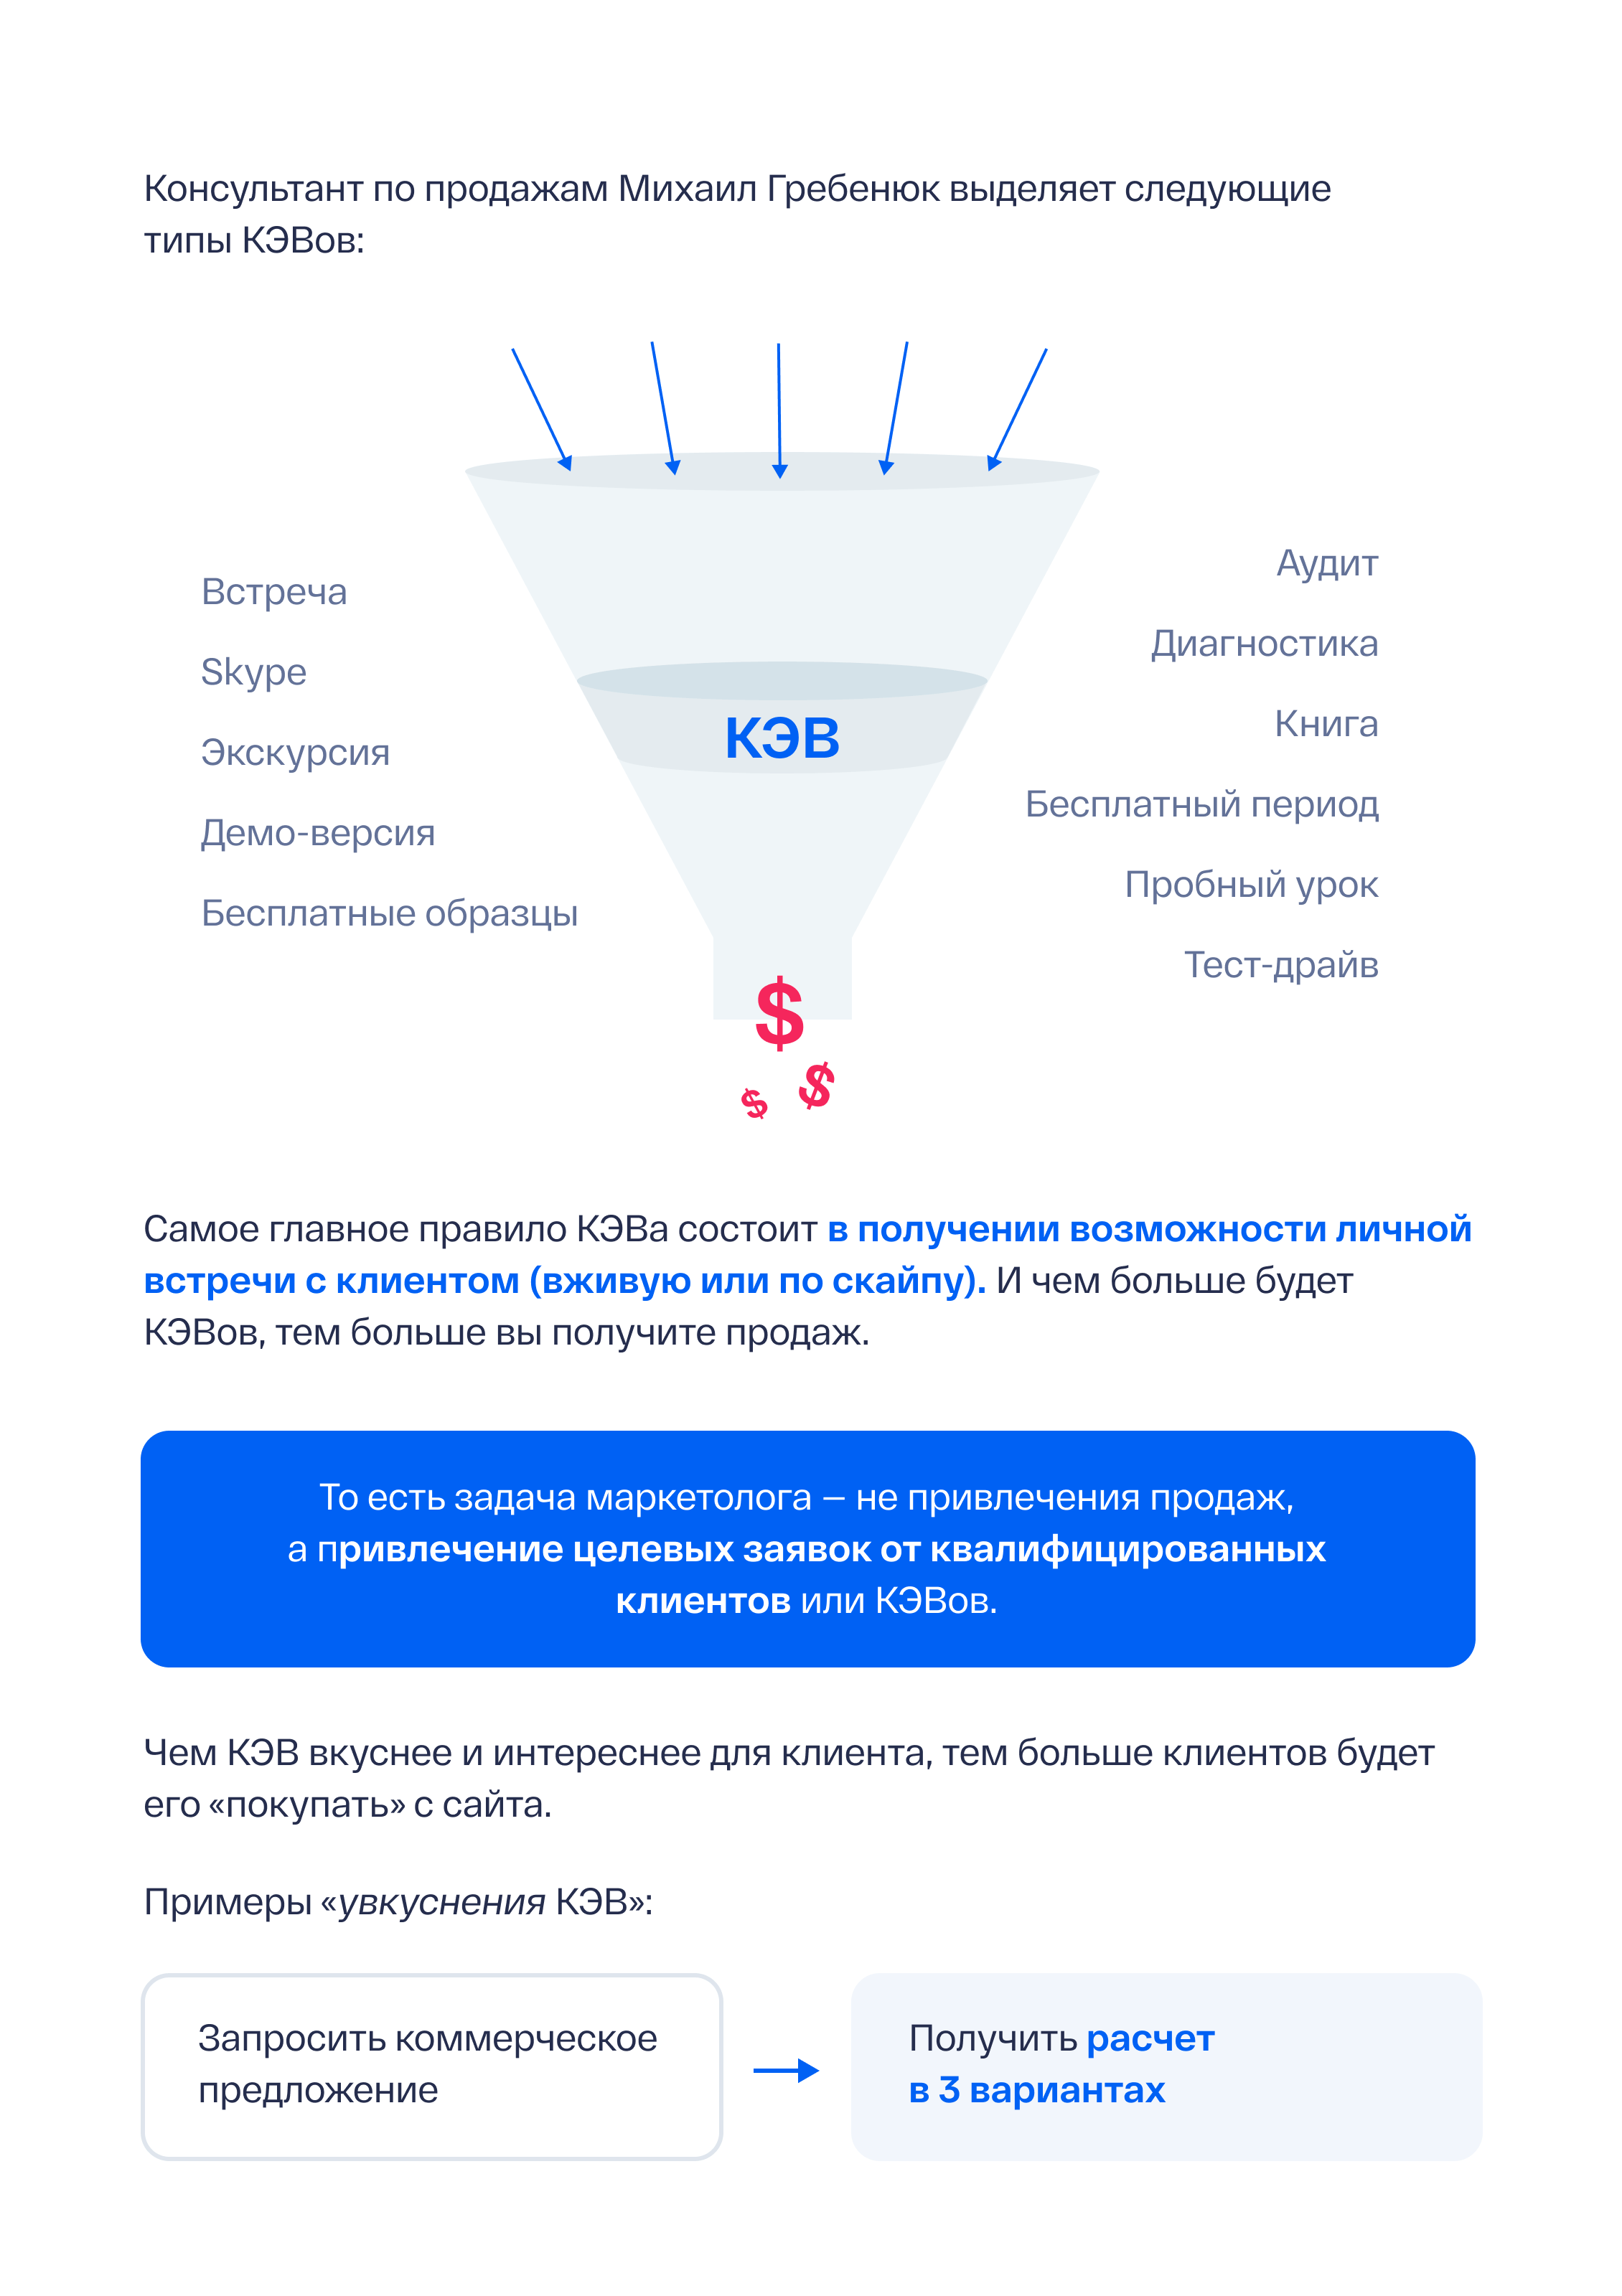 Консультант по продажам Михаил Гребенюк выделяет следующие
типы КЭВов:
Встреча
Skype
Экскурсия
Демо-версия
Бесплатные образцы
КЭВ
$
$
$
Аудит
Диагностика
Книга
Бесплатный период
Пробный урок
Тест-драйв
Самое главное правило КЭВа состоит в получении возможности личной
встречи с клиентом (вживую или по скайпу). И чем больше будет
КЭВов, тем больше вы получите продаж.
То есть задача маркетолога – не привлечения продаж,
а привлечение целевых заявок от квалифицированных
клиентов или КЭВов.
Чем КЭВ вкуснее и интереснее для клиента, тем больше клиентов будет
его «покупать» с сайта.
Примеры «увкуснения КЭВ»:
Запросить коммерческое
предложение
Получить расчет
в 3 вариантах